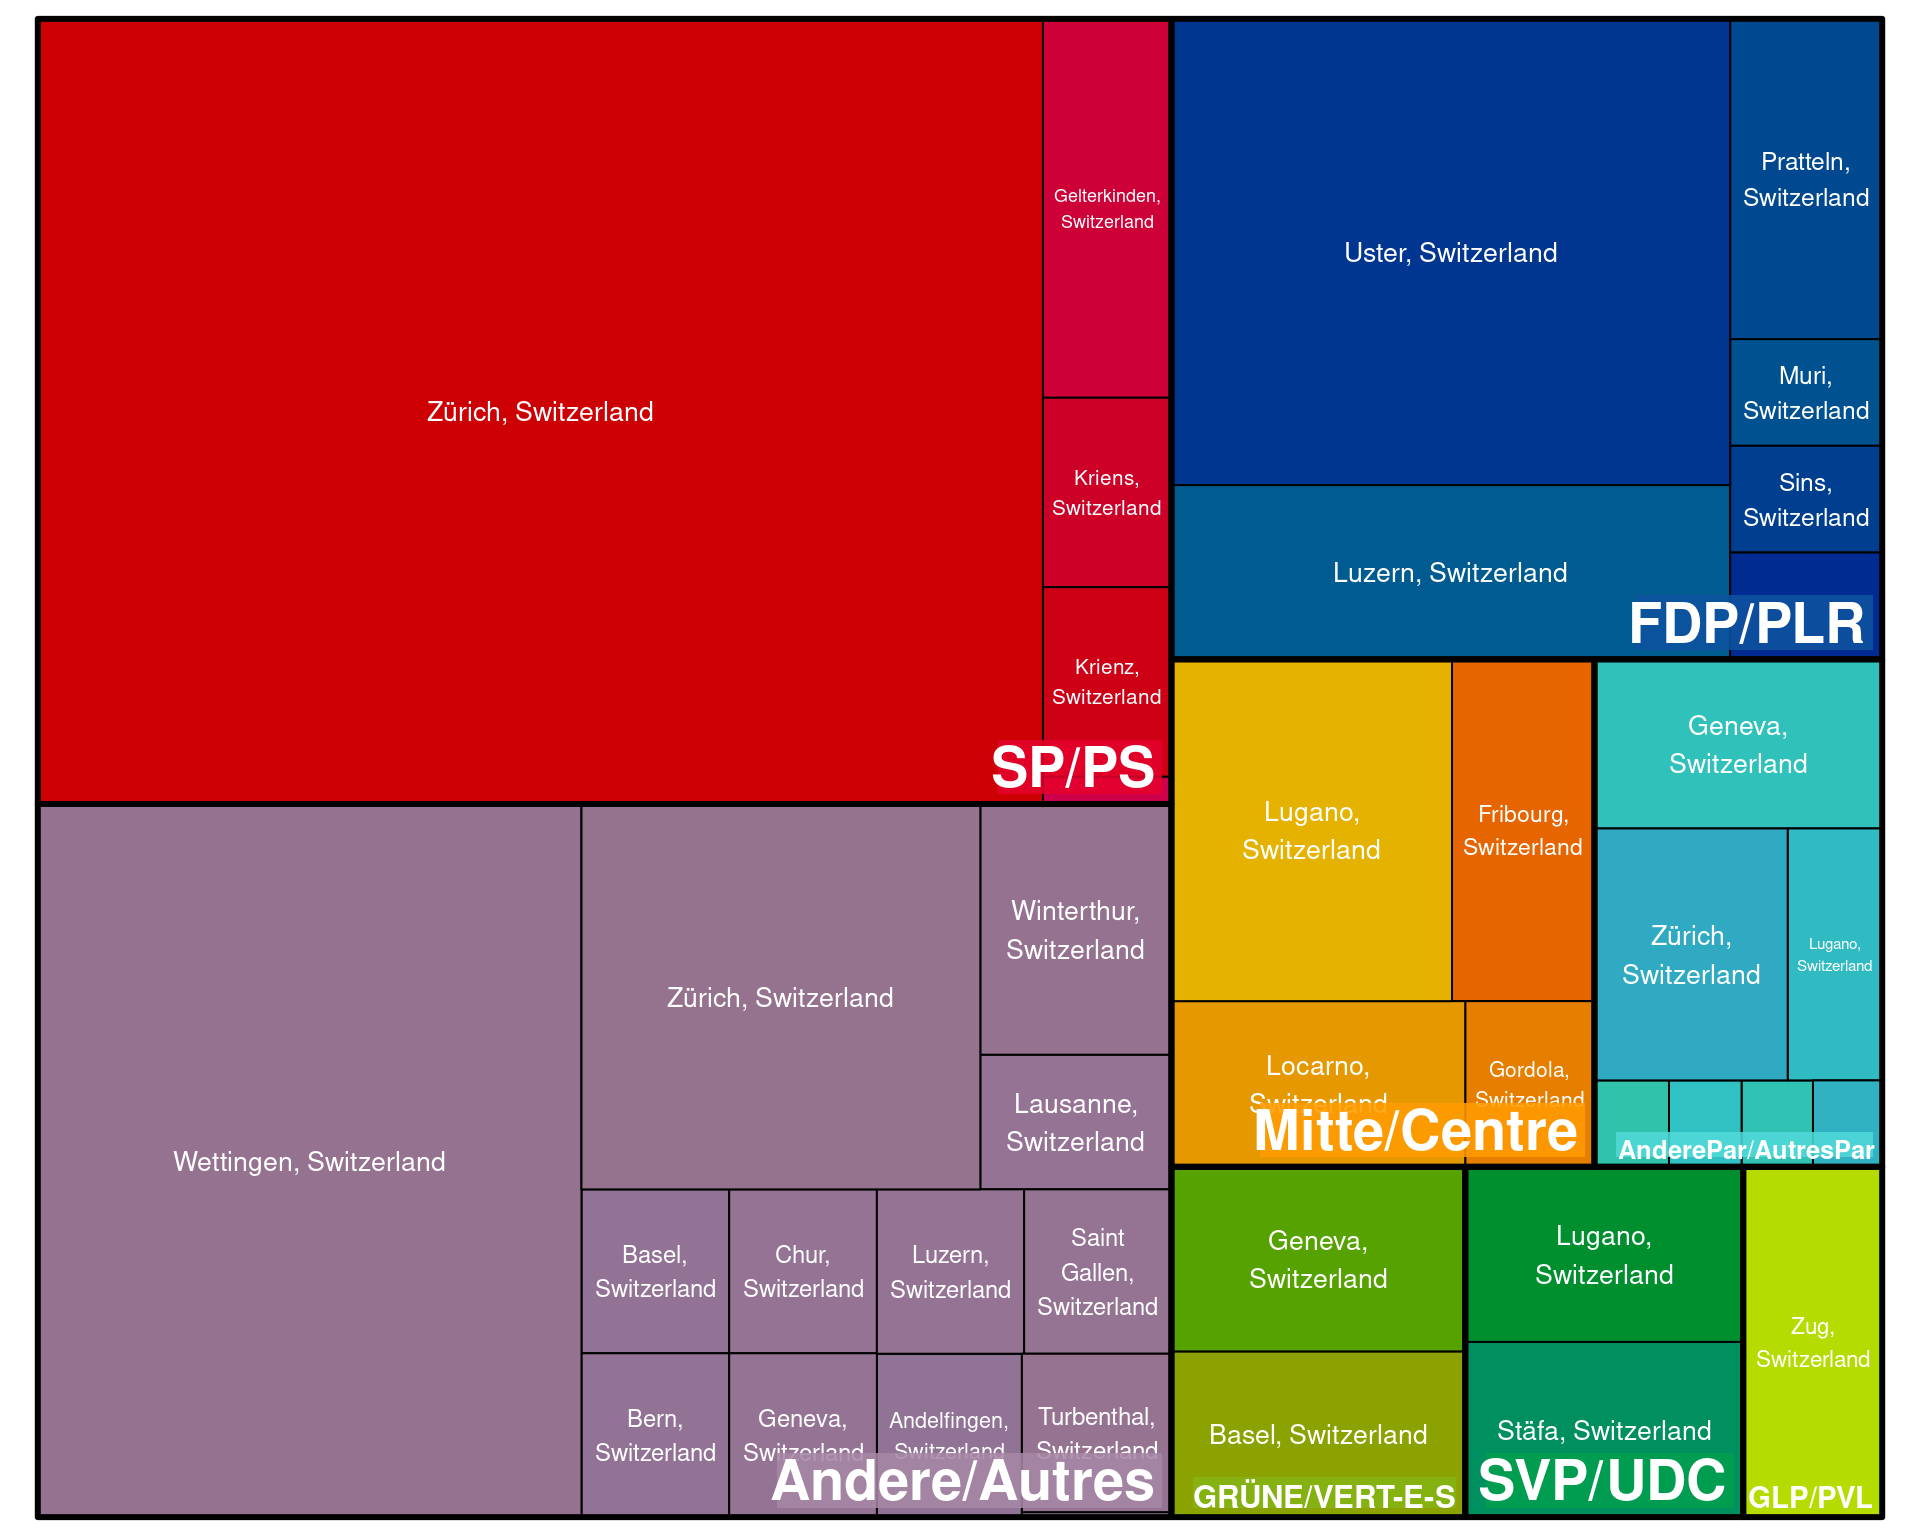 Zürich, Switzerland
Gelterkinden,
Switzerland
Kriens,
Switzerland
Krienz,
Switzerland
SP/PS
Uster, Switzerland
Pratteln,
Switzerland
Muri,
Switzerland
Sins,
Switzerland
Luzern, Switzerland
FDP/PLR
Wettingen, Switzerland
Zürich, Switzerland
Winterthur,
Switzerland
Lausanne,
Switzerland
Basel,
Switzerland
Chur,
Switzerland
Luzern,
Switzerland
Saint
Gallen,
Switzerland
Bern,
Switzerland
Geneva,
Switzerland
Andelfingen,
Switzerland
Turbenthal,
Switzerland
Andere/Autres
Lugano,
Switzerland
Fribourg,
Switzerland
Locarno,
Switzerland
Gordola,
Switzerland
Mitte/Centre
Geneva,
Switzerland
Zürich,
Switzerland
Lugano,
Switzerland
AnderePar/AutresPar
Geneva,
Switzerland
Basel, Switzerland
GRÜNE/VERT-E-S
Lugano,
Switzerland
Stäfa, Switzerland
SVP/UDC
Zug,
Switzerland
GLP/PVL